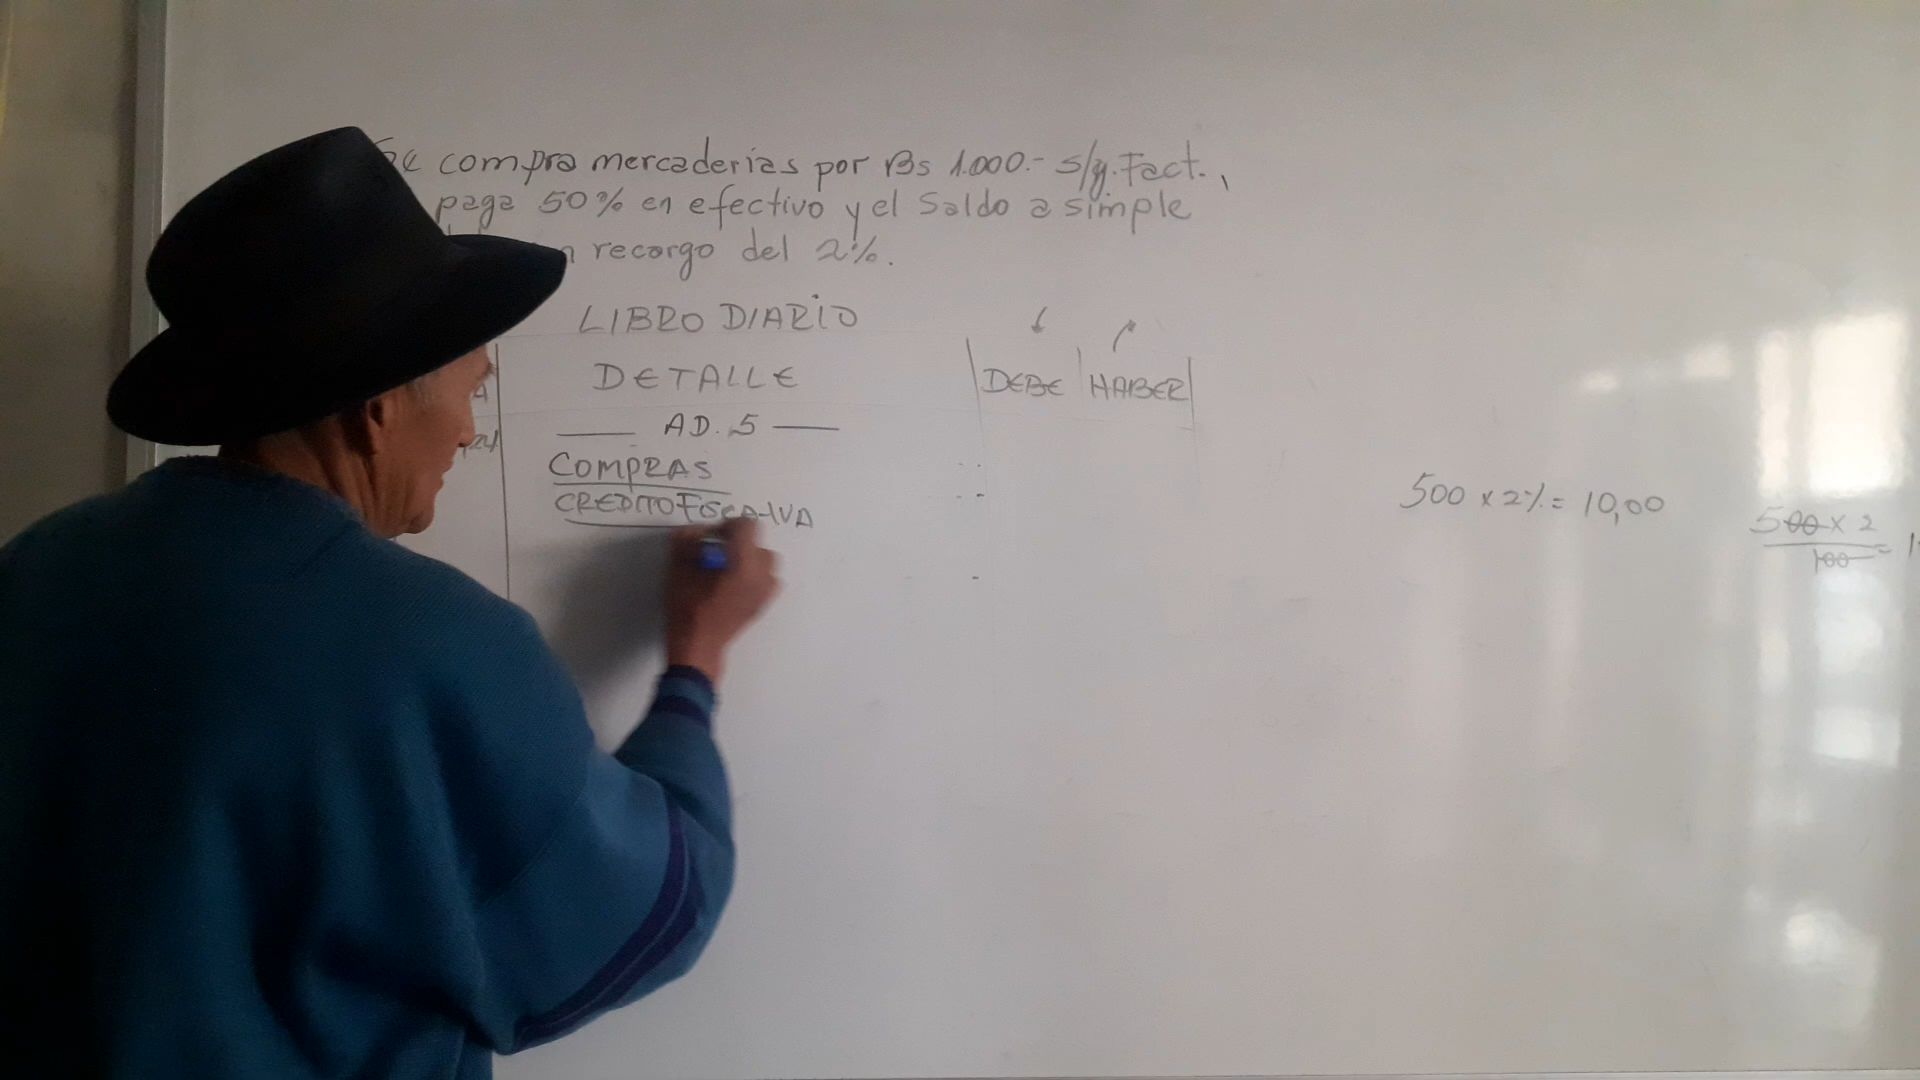 Se compra mercaderias por Bs 1.000.- s/g. Fact.,
paga 50% en efectivo y el Saldo a simple
recargo del 2%.
LIBRO DIARIO
DETALLE
DEBE HABER
AD. 5
COMPRAS
CREDITO FISCAL-IVA
500 x 2% = 10,00
500 x 2
100 =